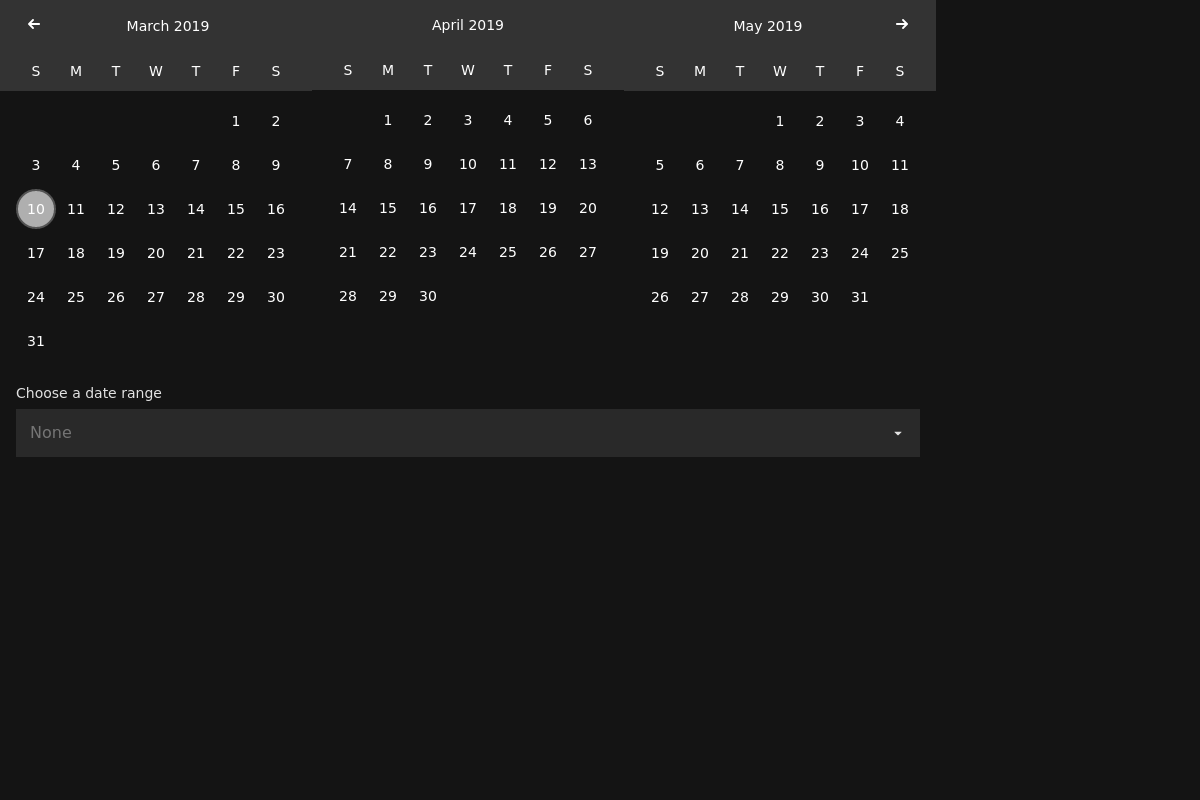 March 2019
S M T W T F S
1 2
3 4 5 6 7 8 9
10 11 12 13 14 15 16
17 18 19 20 21 22 23
24 25 26 27 28 29 30
31
April 2019
S M T W T F S
1 2 3 4 5 6
7 8 9 10 11 12 13
14 15 16 17 18 19 20
21 22 23 24 25 26 27
28 29 30
May 2019
S M T W T F S
1 2 3 4
5 6 7 8 9 10 11
12 13 14 15 16 17 18
19 20 21 22 23 24 25
26 27 28 29 30 31
Choose a date range
None